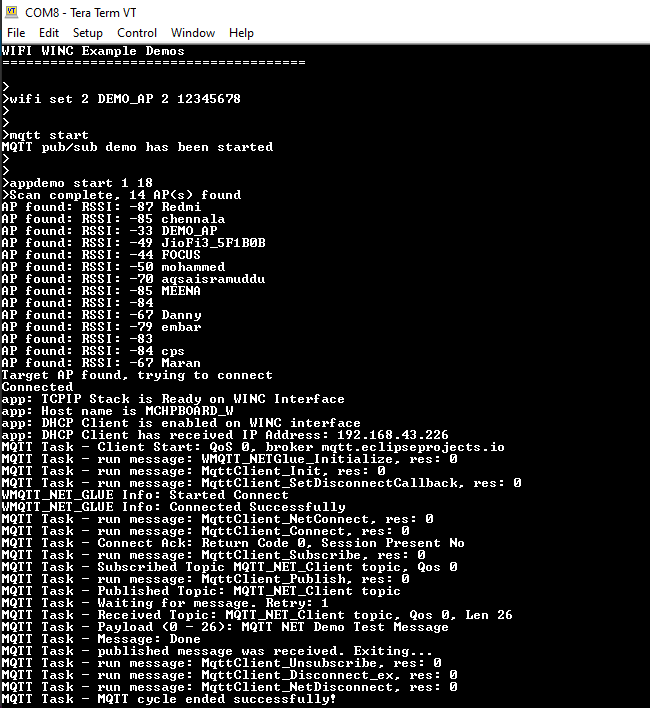 COM8 - Tera Term VT
File Edit Setup Control Window Help
WIFI WINC Example Demos
======================================
>
>wifi set 2 DEMO_AP 2 12345678
>
>
>mqtt start
MQTT pub/sub demo has been started
>
>
>appdemo start 1 18
>Scan complete, 14 AP(s) found
AP found: RSSI: -87 Redmi
AP found: RSSI: -85 chennala
AP found: RSSI: -33 DEMO_AP
AP found: RSSI: -49 JioFi3_5F1B0B
AP found: RSSI: -44 FOCUS
AP found: RSSI: -50 mohammed
AP found: RSSI: -70 aqsaisramuddu
AP found: RSSI: -85 MEENA
AP found: RSSI: -84
AP found: RSSI: -67 Danny
AP found: RSSI: -79 embar
AP found: RSSI: -83
AP found: RSSI: -84 cps
AP found: RSSI: -67 Maran
Target AP found, trying to connect
Connected
app: TCPIP Stack is Ready on WINC Interface
app: Host name is MCHPBOARD_W
app: DHCP Client is enabled on WINC interface
app: DHCP Client has received IP Address: 192.168.43.226
MQTT Task - Client Start: QoS 0, broker mqtt.eclipseprojects.io
MQTT Task - run message: WMQTT_NETGlue_Initialize, res: 0
MQTT Task - run message: MqttClient_Init, res: 0
MQTT Task - run message: MqttClient_SetDisconnectCallback, res: 0
WMQTT_NET_GLUE Info: Started Connect
WMQTT_NET_GLUE Info: Connected Successfully
MQTT Task - run message: MqttClient_NetConnect, res: 0
MQTT Task - run message: MqttClient_Connect, res: 0
MQTT Task - Connect Ack: Return Code 0, Session Present No
MQTT Task - run message: MqttClient_Subscribe, res: 0
MQTT Task - Subscribed Topic MQTT_NET_Client topic, Qos 0
MQTT Task - run message: MqttClient_Publish, res: 0
MQTT Task - Published Topic: MQTT_NET_Client topic
MQTT Task - Waiting for message. Retry: 1
MQTT Task - Received Topic: MQTT_NET_Client topic, Qos 0, Len 26
MQTT Task - Payload (0 - 26): MQTT NET Demo Test Message
MQTT Task - Message: Done
MQTT Task - published message was received. Exiting...
MQTT Task - run message: MqttClient_Unsubscribe, res: 0
MQTT Task - run message: MqttClient_Disconnect_ex, res: 0
MQTT Task - run message: MqttClient_NetDisconnect, res: 0
MQTT Task - MQTT cycle ended successfully!